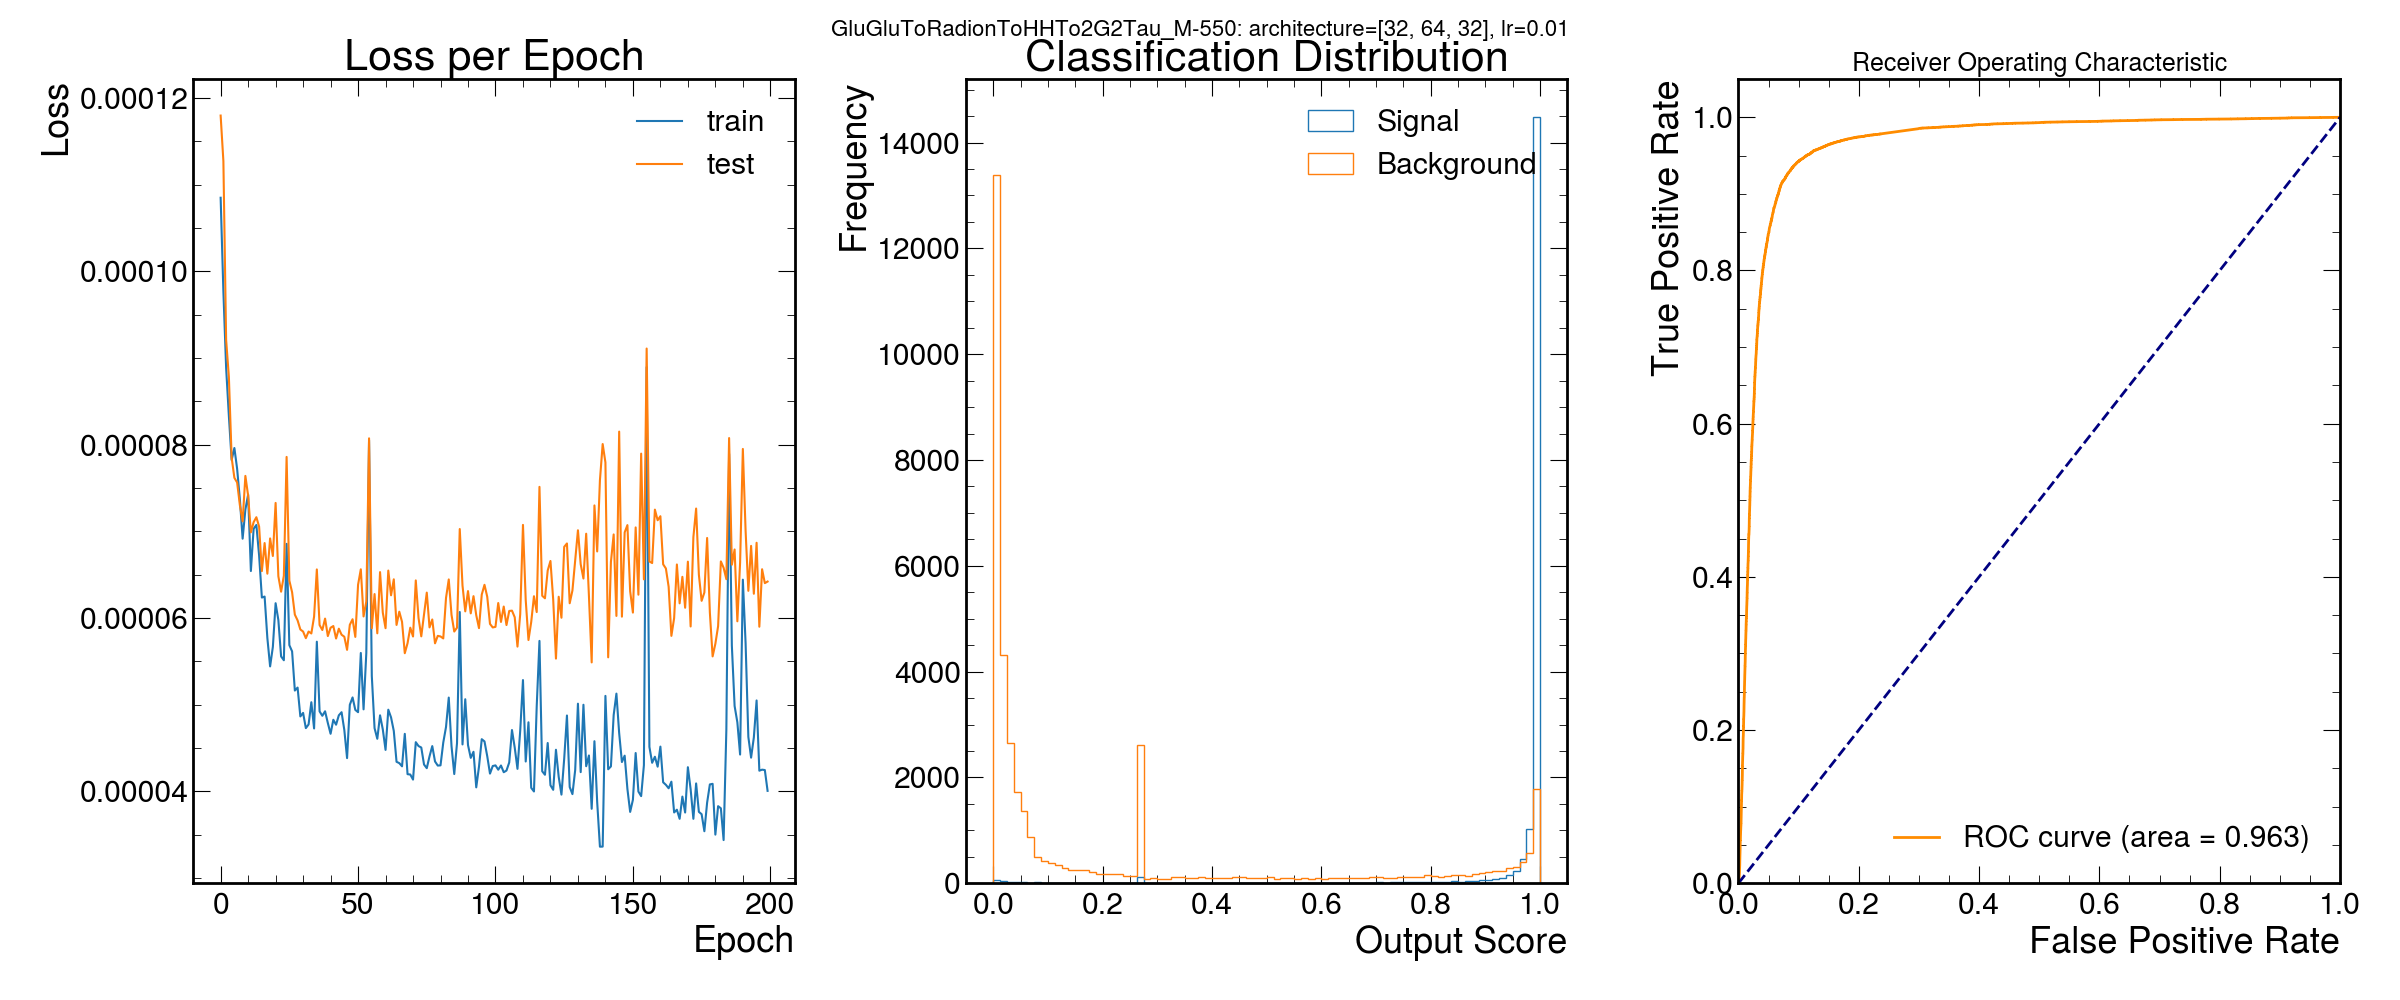 GluGluToRadionToHHTo2G2Tau_M-550: architecture=[32, 64, 32], lr=0.01
Loss per Epoch
Loss
0.00012
0.00010
0.00008
0.00006
0.00004
train
test
0 50 100 150 200
Epoch
Classification Distribution
Frequency
14000
12000
10000
8000
6000
4000
2000
0
Signal
Background
0.0 0.2 0.4 0.6 0.8 1.0
Output Score
Receiver Operating Characteristic
True Positive Rate
1.0
0.8
0.6
0.4
0.2
0.0
ROC curve (area = 0.963)
0.0 0.2 0.4 0.6 0.8 1.0
False Positive Rate